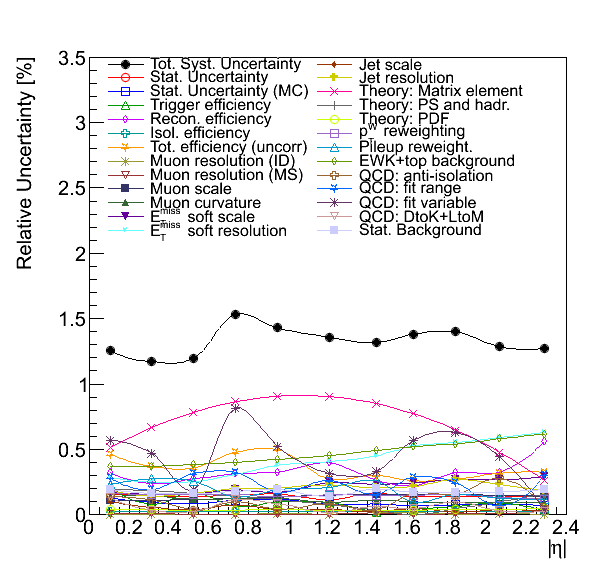 Relative Uncertainty [%]
3.5
3
2.5
2
1.5
1
0.5
0
Tot. Syst. Uncertainty
Stat. Uncertainty
Stat. Uncertainty (MC)
Trigger efficiency
Recon. efficiency
Isol. efficiency
Tot. efficiency (uncorr)
Muon resolution (ID)
Muon resolution (MS)
Muon scale
Muon curvature
E_T^miss soft scale
E_T^miss soft resolution
Jet scale
Jet resolution
Theory: Matrix element
Theory: PS and hadr.
Theory: PDF
p_T^W reweighting
Pileup reweight.
EWK+top background
QCD: anti-isolation
QCD: fit range
QCD: fit variable
QCD: DtoK+LtoM
Stat. Background
0 0.2 0.4 0.6 0.8 1 1.2 1.4 1.6 1.8 2 2.2 2.4
|η|